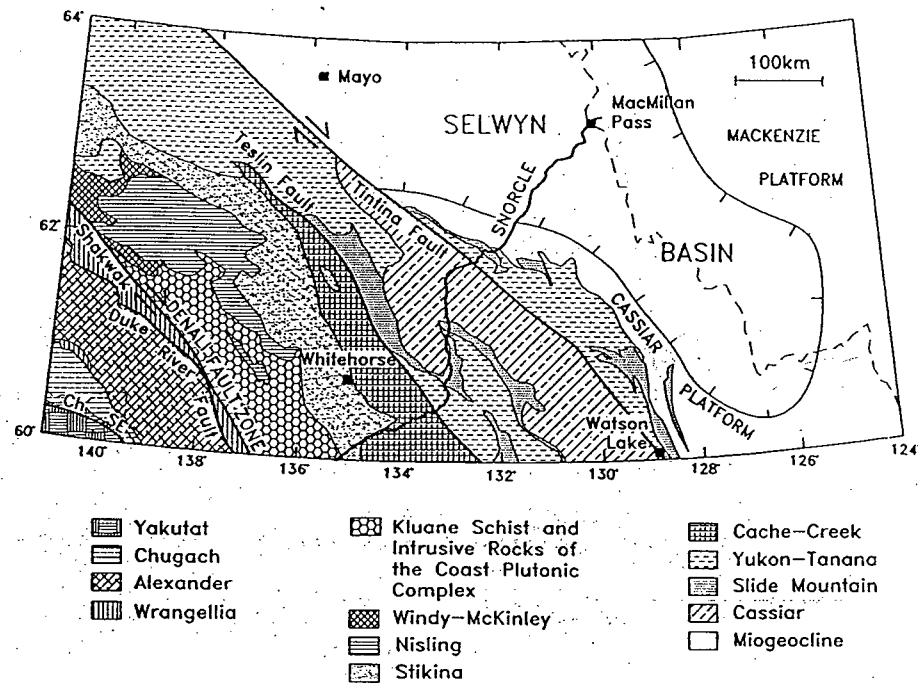 64°
Mayo
100km
SELWYN
MacMillan
Pass
MACKENZIE
PLATFORM
Teslin Fault
Tintina Fault
SNORCLE
62°
BASIN
Shakwak
DENALI FAULTZONE
Duke River Fault
CASSIAR
PLATFORM
Whitehorse
Watson
Lake
60°
140°
138°
136°
134°
132°
130°
128°
126°
124°
Yakutat
Chugach
Alexander
Wrangellia
Kluane Schist and
Intrusive Rocks of
the Coast Plutonic
Complex
Windy-McKinley
Nisling
Stikina
Cache-Creek
Yukon-Tanana
Slide Mountain
Cassiar
Miogeocline